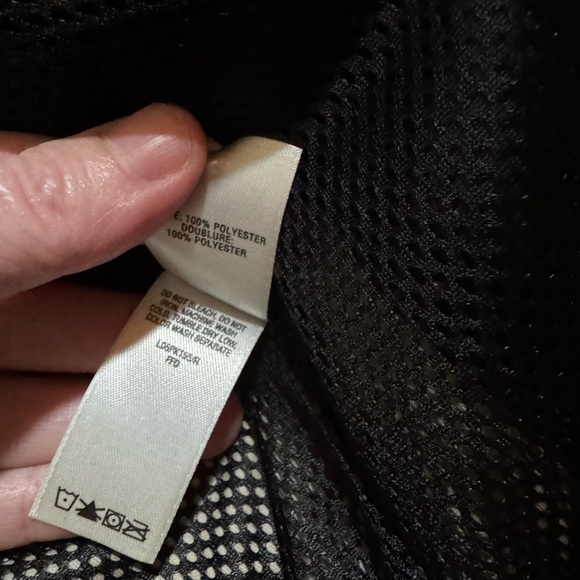 E: 100% POLYESTER
DOUBLURE:
100% POLYESTER
DO NOT BLEACH. DO NOT
IRON. MACHINE WASH
COLD. TUMBLE DRY LOW.
COLOR WASH SEPARATE
FFD